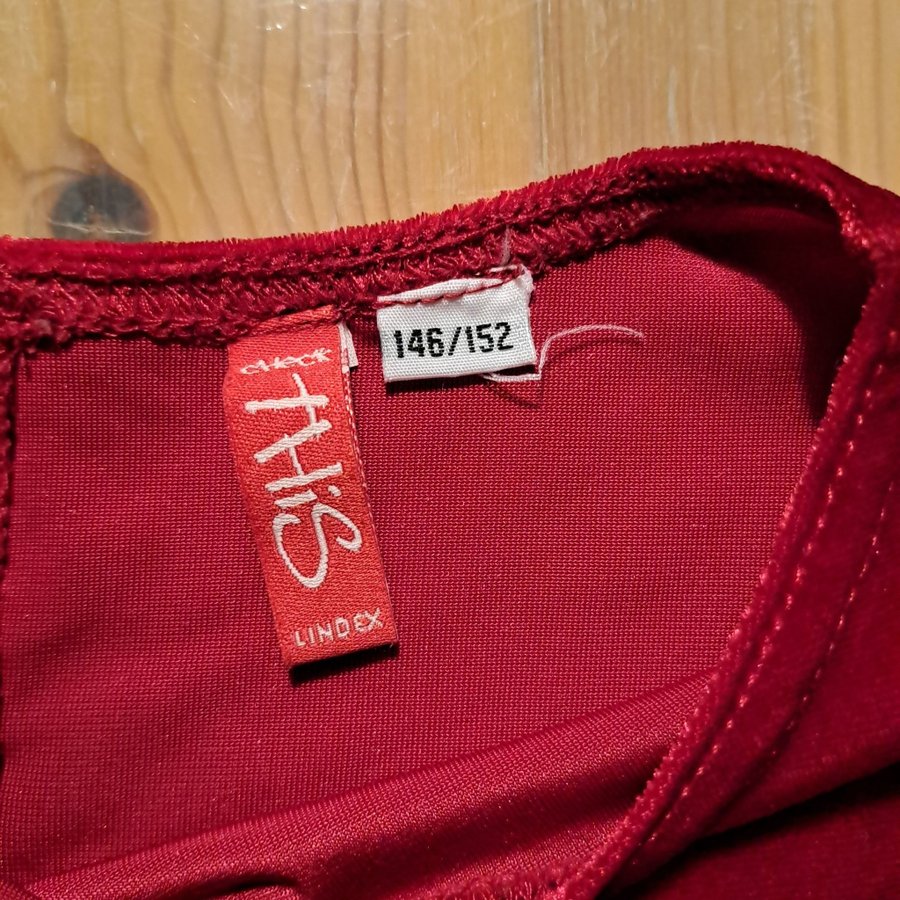 CHECK
THiS
LINDEX
146/152